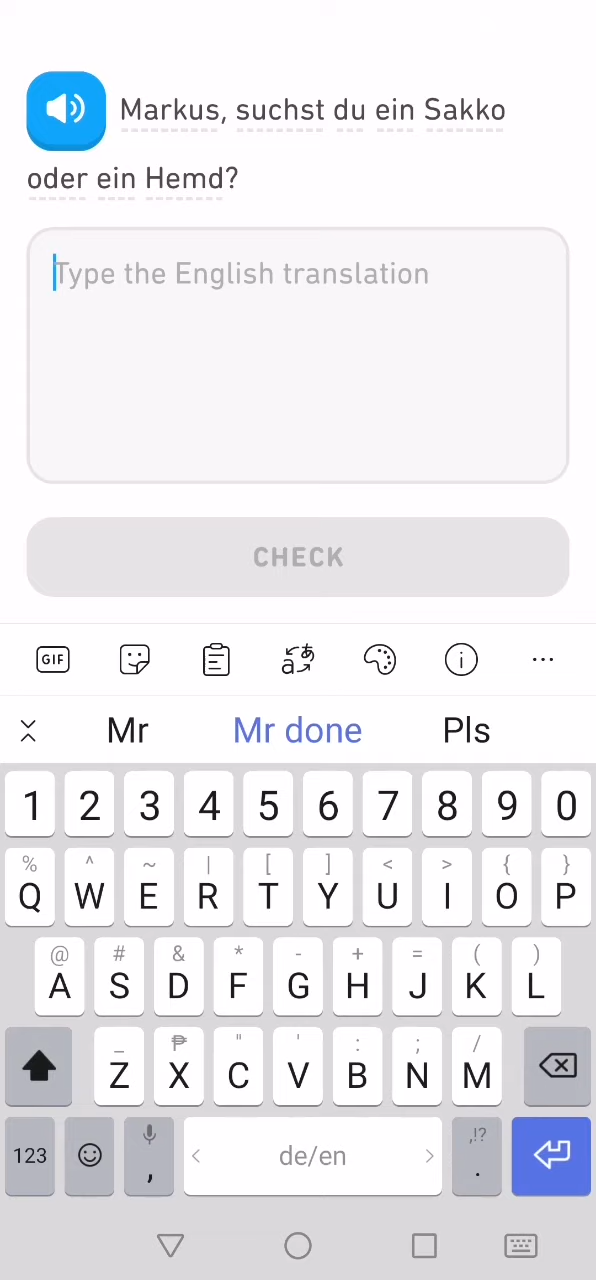 Markus, suchst du ein Sakko
oder ein Hemd?
Type the English translation
CHECK
GIF
Mr Mr done Pls
1 2 3 4 5 6 7 8 9 0
% ^ ~ | [ ] < > { }
Q W E R T Y U I O P
@ # & * - + = ( )
A S D F G H J K L
_ ₱ " ' : ; /
Z X C V B N M
,!?
123 , de/en .